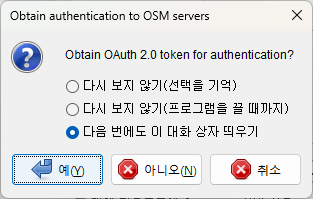 Obtain authentication to OSM servers
Obtain OAuth 2.0 token for authentication?
다시 보지 않기(선택을 기억)
다시 보지 않기(프로그램을 끌 때까지)
다음 번에도 이 대화 상자 띄우기
예(Y) 아니오(N) 취소